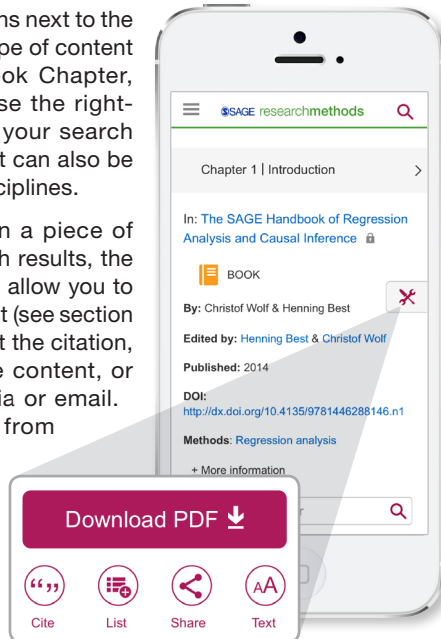 ns next to the
pe of content
ok Chapter,
se the right-
your search
t can also be
ciplines.
n a piece of
h results, the
allow you to
t (see section
t the citation,
e content, or
ia or email.
from
SAGE researchmethods
Chapter 1 | Introduction
In: The SAGE Handbook of Regression
Analysis and Causal Inference
BOOK
By: Christof Wolf & Henning Best
Edited by: Henning Best & Christof Wolf
Published: 2014
DOI:
http://dx.doi.org/10.4135/9781446288146.n1
Methods: Regression analysis
+ More information
r
Download PDF
Cite
List
Share
AA
Text